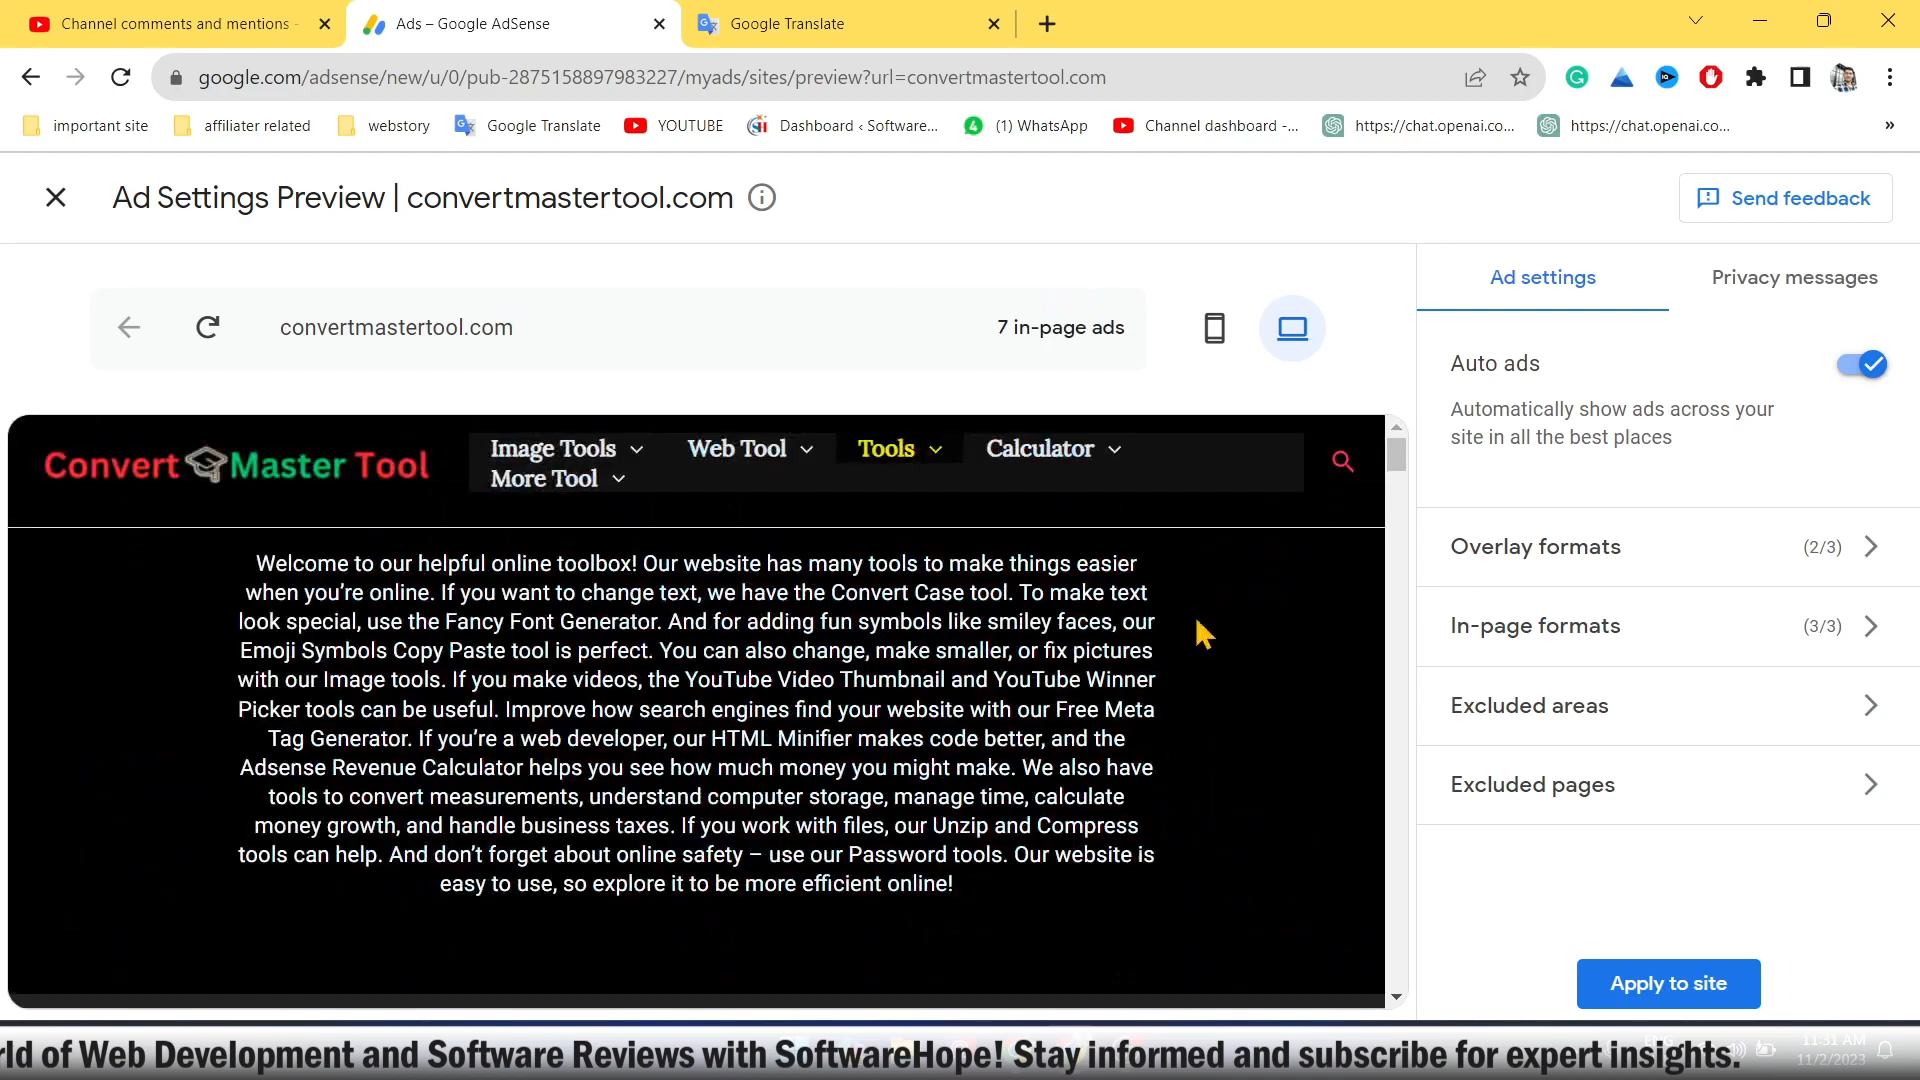 Channel comments and mentions -
Ads – Google AdSense
Google Translate
google.com/adsense/new/u/0/pub-2875158897983227/myads/sites/preview?url=convertmastertool.com
important site
affiliater related
webstory
Google Translate
YOUTUBE
Dashboard ‹ Software...
(1) WhatsApp
Channel dashboard -...
https://chat.openai.co...
https://chat.openai.co...
»
Ad Settings Preview | convertmastertool.com
Send feedback
convertmastertool.com
7 in-page ads
Ad settings
Privacy messages
Auto ads
Automatically show ads across your
site in all the best places
Overlay formats (2/3)
In-page formats (3/3)
Excluded areas
Excluded pages
Apply to site
Convert Master Tool
Image Tools
Web Tool
Tools
Calculator
More Tool
Welcome to our helpful online toolbox! Our website has many tools to make things easier
when you’re online. If you want to change text, we have the Convert Case tool. To make text
look special, use the Fancy Font Generator. And for adding fun symbols like smiley faces, our
Emoji Symbols Copy Paste tool is perfect. You can also change, make smaller, or fix pictures
with our Image tools. If you make videos, the YouTube Video Thumbnail and YouTube Winner
Picker tools can be useful. Improve how search engines find your website with our Free Meta
Tag Generator. If you’re a web developer, our HTML Minifier makes code better, and the
Adsense Revenue Calculator helps you see how much money you might make. We also have
tools to convert measurements, understand computer storage, manage time, calculate
money growth, and handle business taxes. If you work with files, our Unzip and Compress
tools can help. And don’t forget about online safety – use our Password tools. Our website is
easy to use, so explore it to be more efficient online!
rld of Web Development and Software Reviews with SoftwareHope! Stay informed and subscribe for expert insights.
ENG
11:31 AM
11/2/2023